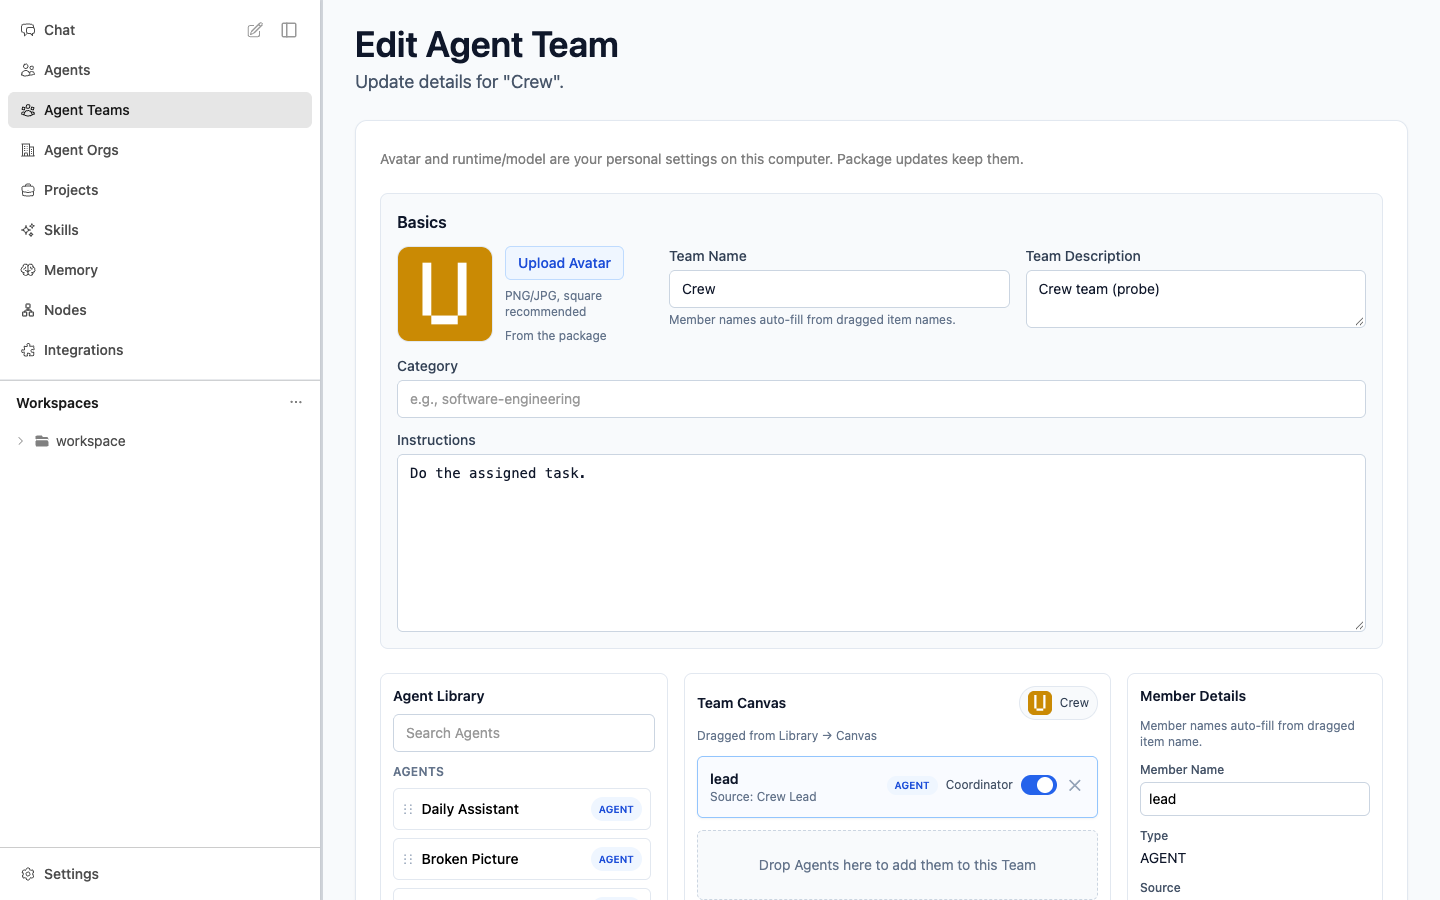 Chat
Agents
Agent Teams
Agent Orgs
Projects
Skills
Memory
Nodes
Integrations
Workspaces
workspace
Settings
Edit Agent Team
Update details for "Crew".
Avatar and runtime/model are your personal settings on this computer. Package updates keep them.
Basics
Upload Avatar
PNG/JPG, square
recommended
From the package
Team Name
Crew
Member names auto-fill from dragged item names.
Team Description
Crew team (probe)
Category
e.g., software-engineering
Instructions
Do the assigned task.
Agent Library
Search Agents
AGENTS
Daily Assistant AGENT
Broken Picture AGENT
Team Canvas
Crew
Dragged from Library → Canvas
lead
Source: Crew Lead
AGENT Coordinator
Drop Agents here to add them to this Team
Member Details
Member names auto-fill from dragged
item name.
Member Name
lead
Type
AGENT
Source